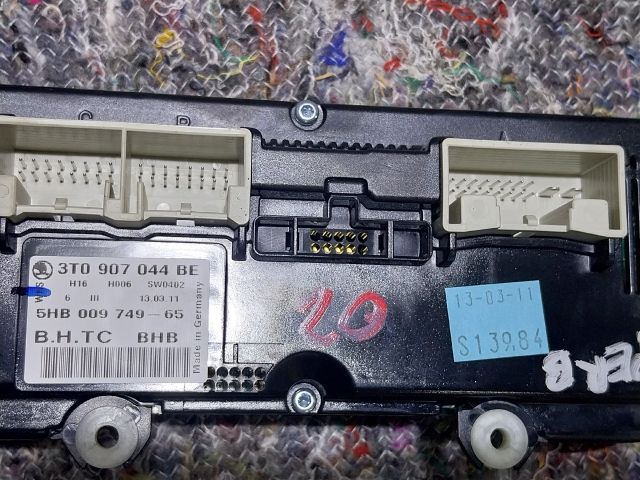 C B
A
3T0 907 044 BE
H16 H006 SW0402
6 III 13.03.11
5HB 009 749-65
B.H.TC BHB
Made in Germany
20
13-03-11
S139.84